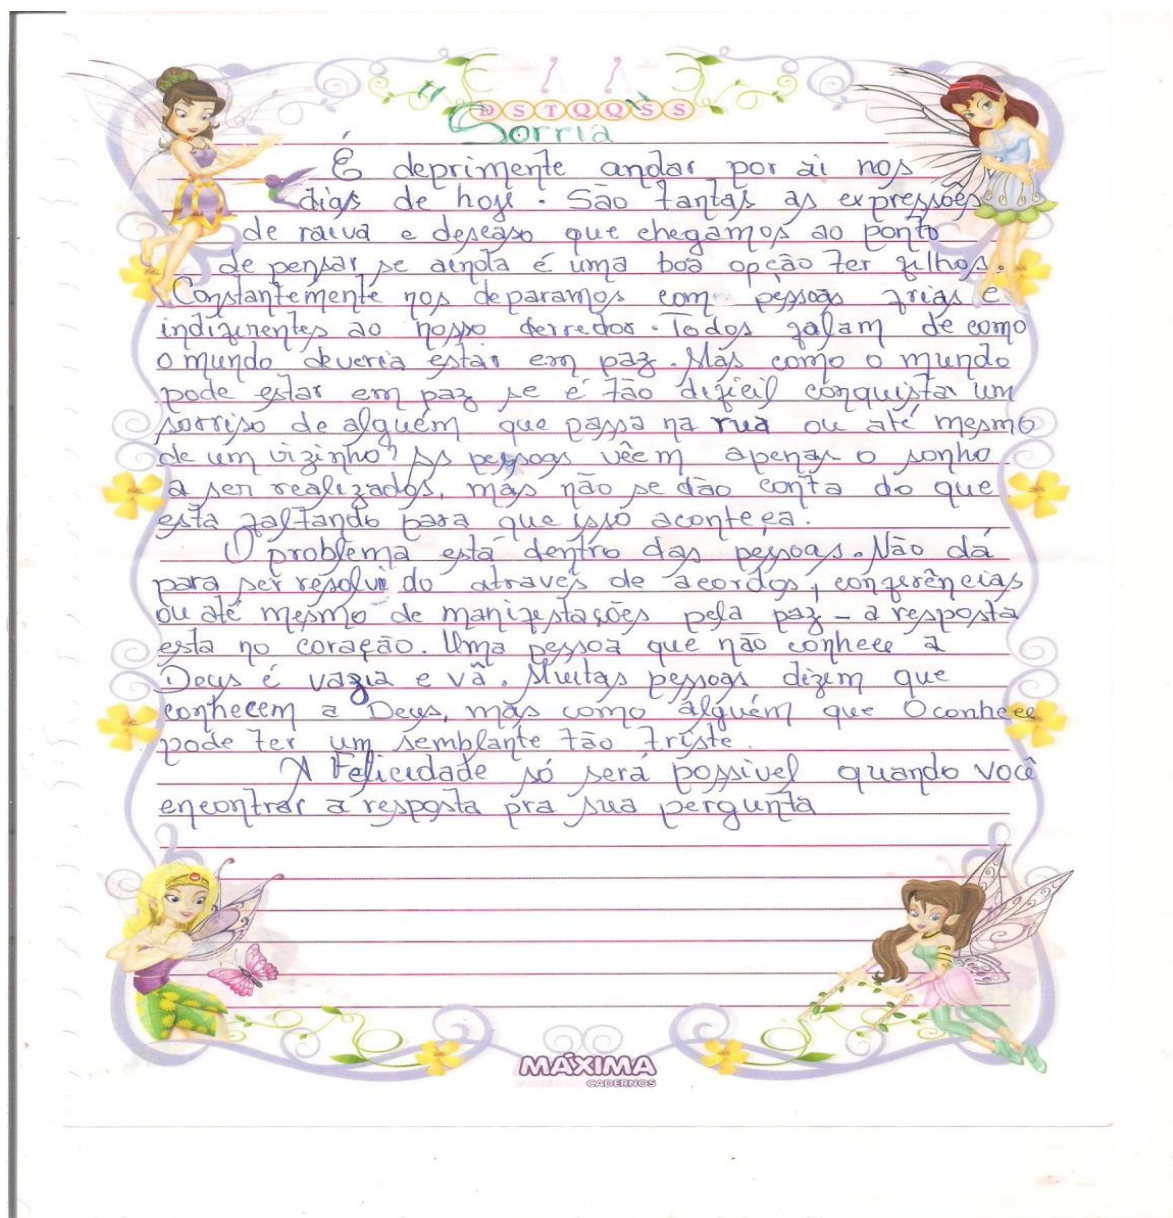 D S T Q Q S S
"Sorria"
É deprimente andar por ai nos
dias de hoje. São tantas as expressões
de raiva e descaso que chegamos ao ponto
de pensar se ainda é uma boa opção ter filhos.
Constantemente nos deparamos com pessoas frias e
indiferentes ao nosso derredor. Todos falam de como
o mundo deveria estar em paz. Mas como o mundo
pode estar em paz se é tão dificil conquistar um
sorriso de alguém que passa na rua ou até mesmo
de um vizinho? As pessoas vêem apenas o sonho
a ser realizados, mas não se dão conta do que
esta faltando para que isso aconteça.
O problema está dentro das pessoas. Não dá
para ser resolvido através de acordos, conferências
ou até mesmo de manifestações pela paz - a resposta
esta no coração. Uma pessoa que não conhece a
Deus é vazia e vã. Muitas pessoas dizem que
conhecem a Deus, mas como alguém que O conhece
pode ter um semblante tão triste.
A Felicidade só será possivel quando você
encontrar a resposta pra sua pergunta
MÁXIMA
CADERNOS